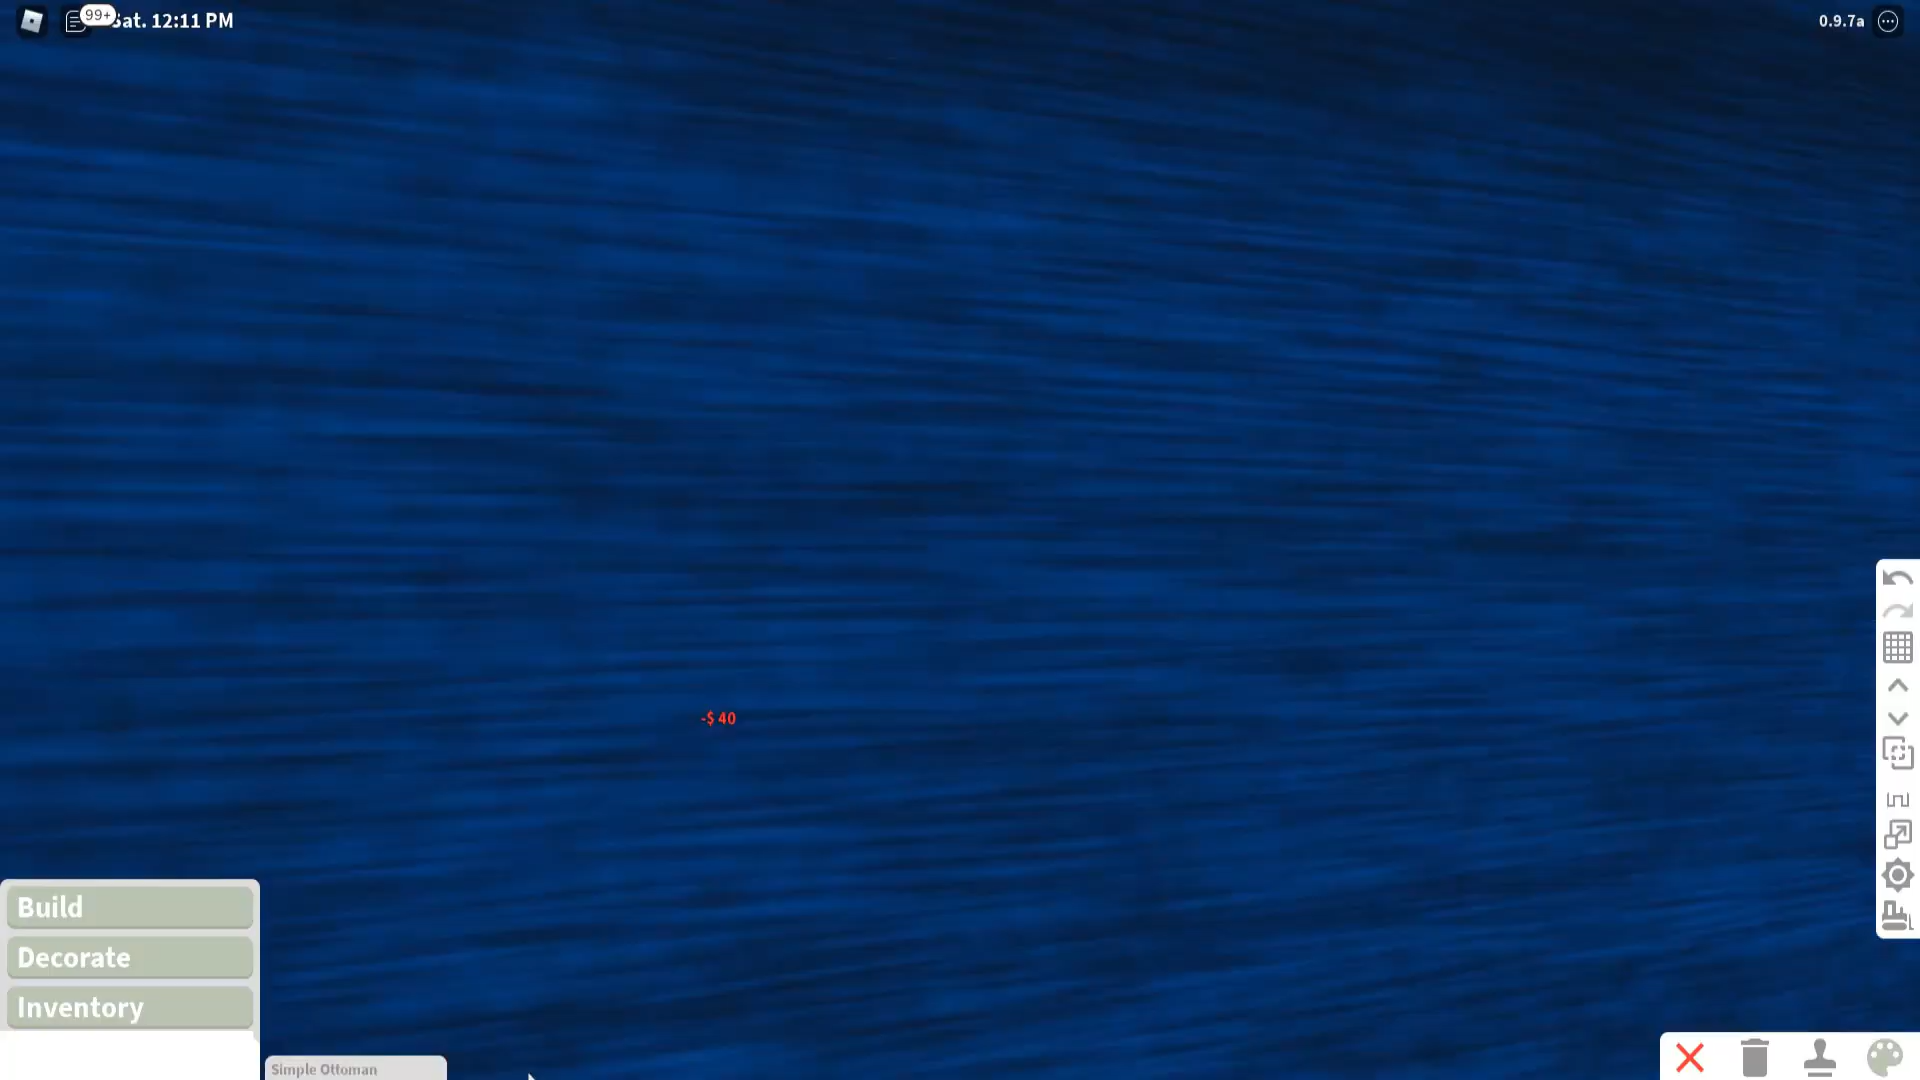 99+
Sat. 12:11 PM
0.9.7a
-$ 40
Build
Decorate
Inventory
Simple Ottoman